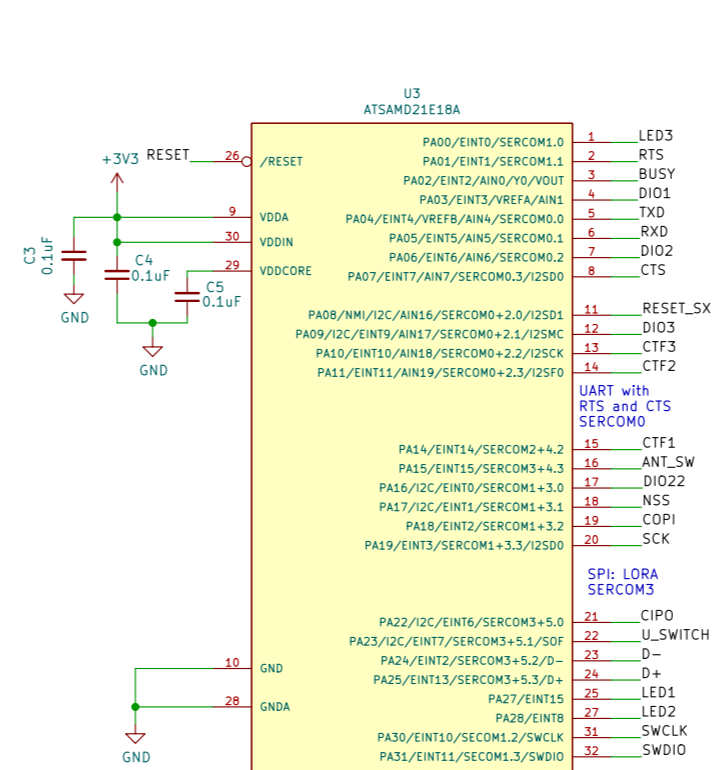 U3
ATSAMD21E18A
+3V3
RESET
26
/RESET
9
VDDA
30
VDDIN
29
VDDCORE
C3
0.1uF
C4
0.1uF
C5
0.1uF
GND
GND
10
GND
28
GNDA
GND
PA00/EINT0/SERCOM1.0 1 LED3
PA01/EINT1/SERCOM1.1 2 RTS
PA02/EINT2/AIN0/Y0/VOUT 3 BUSY
PA03/EINT3/VREFA/AIN1 4 DIO1
PA04/EINT4/VREFB/AIN4/SERCOM0.0 5 TXD
PA05/EINT5/AIN5/SERCOM0.1 6 RXD
PA06/EINT6/AIN6/SERCOM0.2 7 DIO2
PA07/EINT7/AIN7/SERCOM0.3/I2SD0 8 CTS
PA08/NMI/I2C/AIN16/SERCOM0+2.0/I2SD1 11 RESET_SX
PA09/I2C/EINT9/AIN17/SERCOM0+2.1/I2SMC 12 DIO3
PA10/EINT10/AIN18/SERCOM0+2.2/I2SCK 13 CTF3
PA11/EINT11/AIN19/SERCOM0+2.3/I2SF0 14 CTF2
UART with
RTS and CTS
SERCOM0
PA14/EINT14/SERCOM2+4.2 15 CTF1
PA15/EINT15/SERCOM3+4.3 16 ANT_SW
PA16/I2C/EINT0/SERCOM1+3.0 17 DIO22
PA17/I2C/EINT1/SERCOM1+3.1 18 NSS
PA18/EINT2/SERCOM1+3.2 19 COPI
PA19/EINT3/SERCOM1+3.3/I2SD0 20 SCK
SPI: LORA
SERCOM3
PA22/I2C/EINT6/SERCOM3+5.0 21 CIPO
PA23/I2C/EINT7/SERCOM3+5.1/SOF 22 U_SWITCH
PA24/EINT2/SERCOM3+5.2/D- 23 D-
PA25/EINT13/SERCOM3+5.3/D+ 24 D+
PA27/EINT15 25 LED1
PA28/EINT8 27 LED2
PA30/EINT10/SECOM1.2/SWCLK 31 SWCLK
PA31/EINT11/SECOM1.3/SWDIO 32 SWDIO